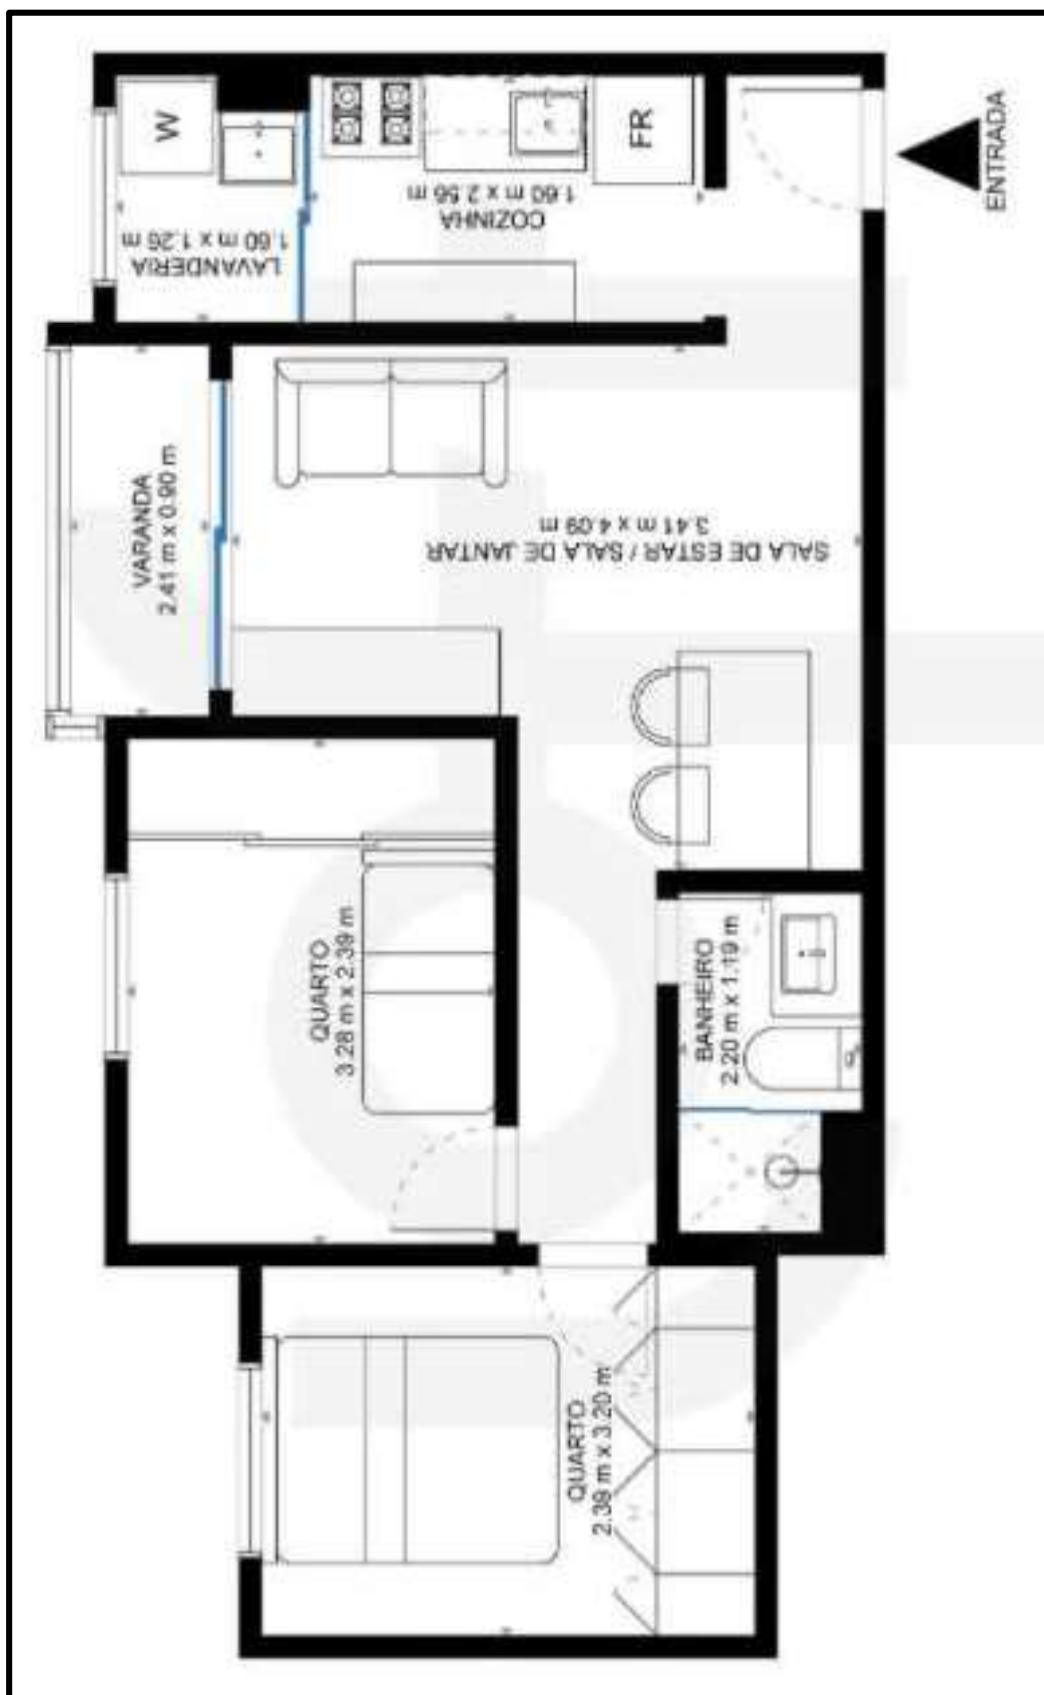 W
FR
LAVANDERIA
1.60 m x 1.26 m
COZINHA
1.60 m x 2.56 m
ENTRADA
VARANDA
2.41 m x 0.90 m
SALA DE ESTAR / SALA DE JANTAR
3.41 m x 4.09 m
QUARTO
3.28 m x 2.39 m
BANHEIRO
2.20 m x 1.19 m
QUARTO
2.39 m x 3.20 m